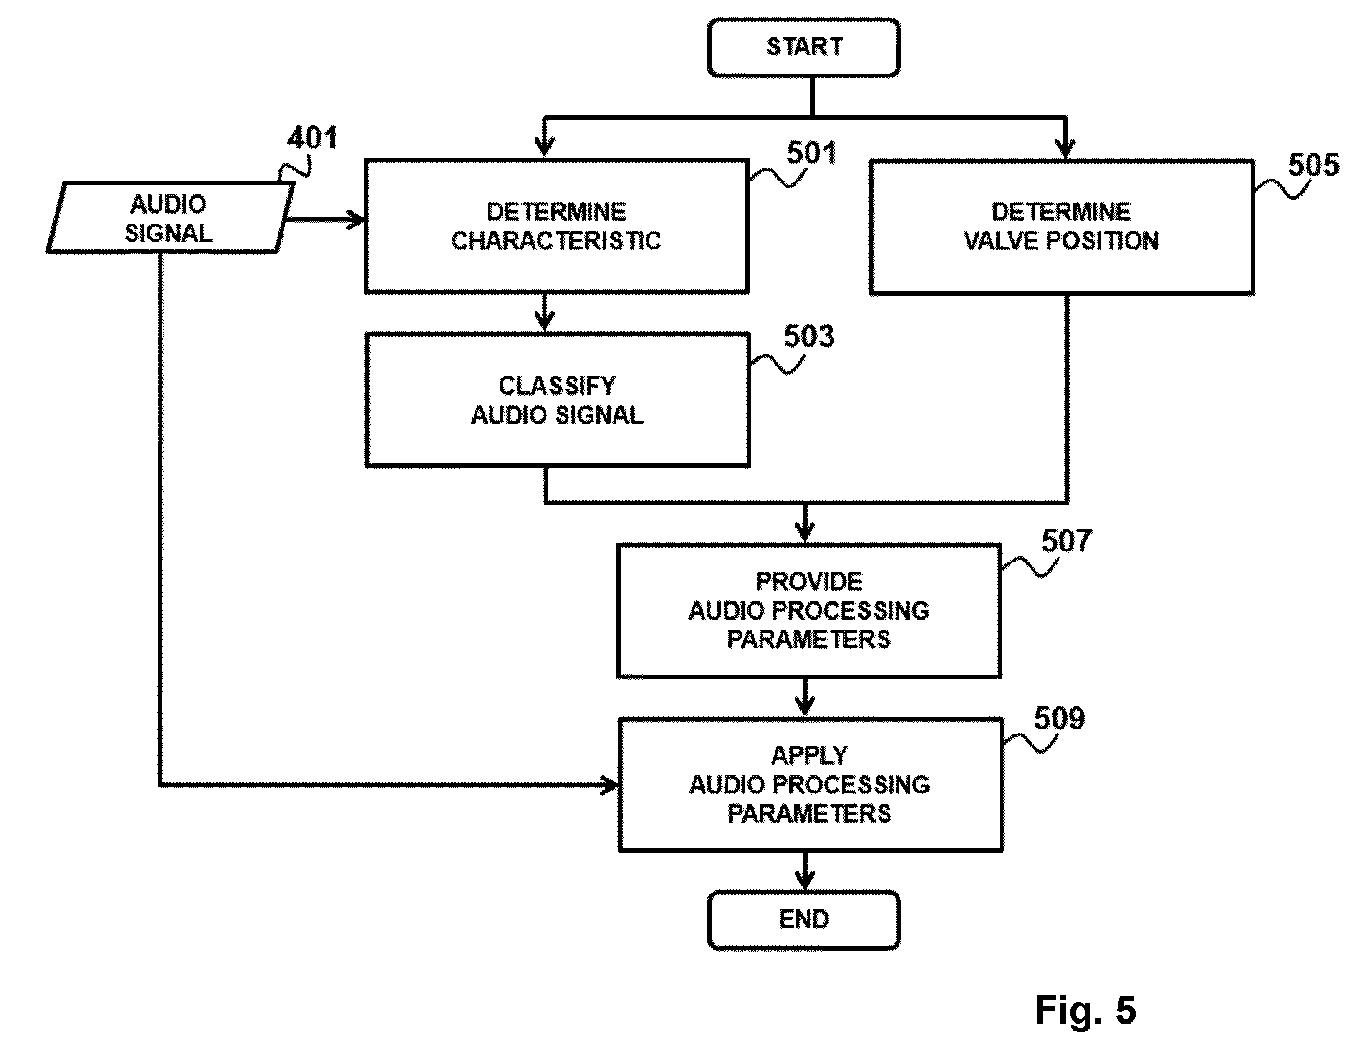 START
401
AUDIO
SIGNAL
501
DETERMINE
CHARACTERISTIC
505
DETERMINE
VALVE POSITION
503
CLASSIFY
AUDIO SIGNAL
507
PROVIDE
AUDIO PROCESSING
PARAMETERS
509
APPLY
AUDIO PROCESSING
PARAMETERS
END
Fig. 5